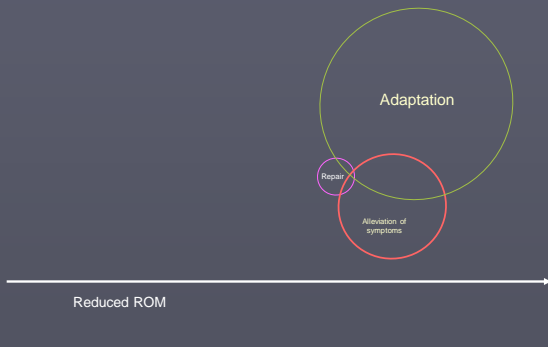 Adaptation
Repair
Alleviation of
symptoms
Reduced ROM